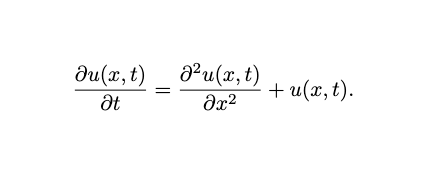 ∂u(x, t)/∂t = ∂²u(x, t)/∂x² + u(x, t).